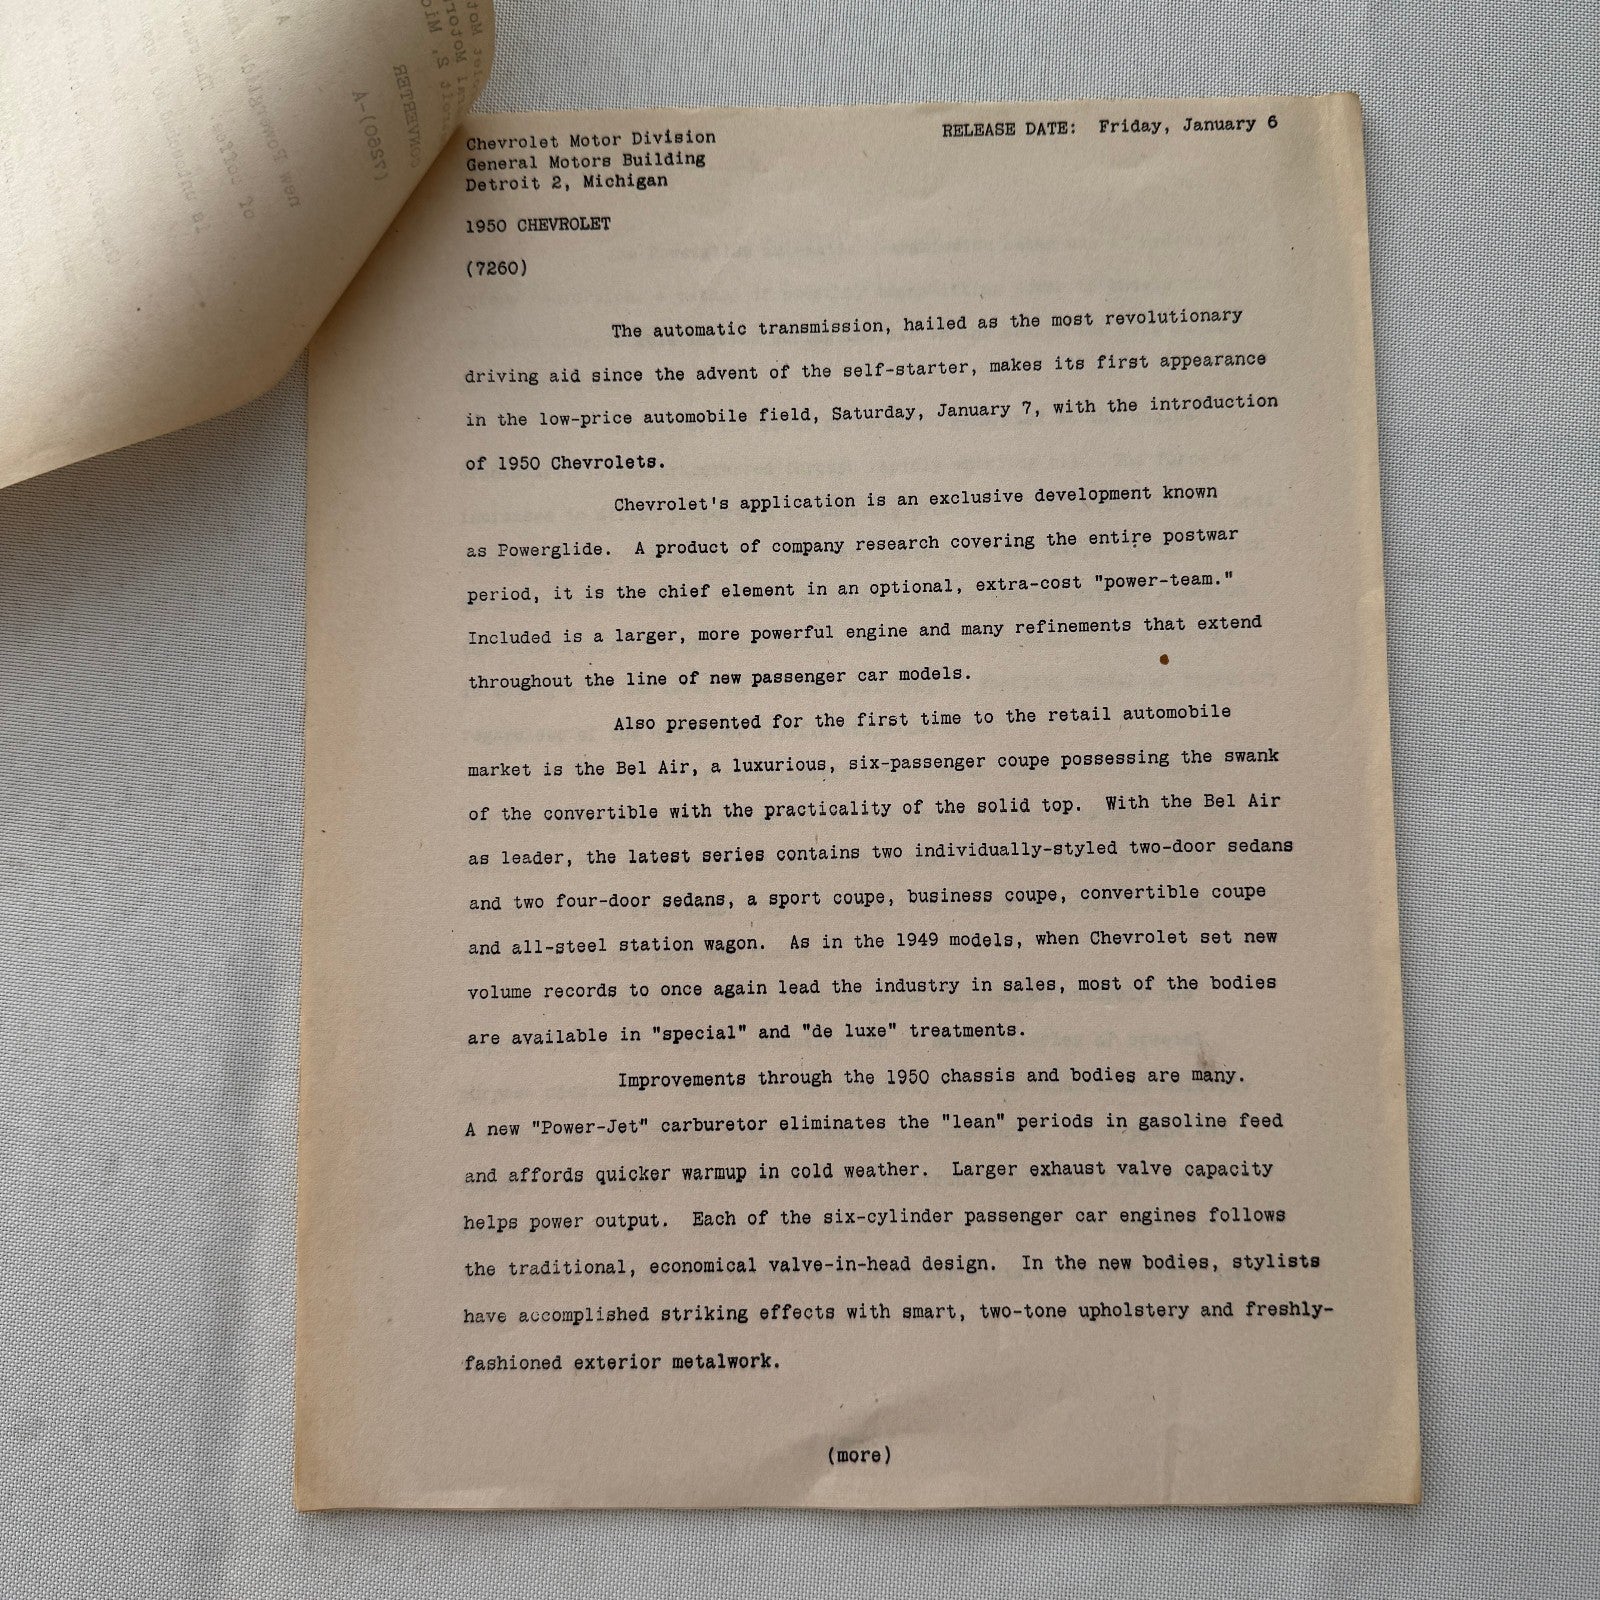 Chevrolet Motor Division
General Motors Building
Detroit 2, Michigan
RELEASE DATE: Friday, January 6
1950 CHEVROLET
(7260)
The automatic transmission, hailed as the most revolutionary
driving aid since the advent of the self-starter, makes its first appearance
in the low-price automobile field, Saturday, January 7, with the introduction
of 1950 Chevrolets.
Chevrolet's application is an exclusive development known
as Powerglide. A product of company research covering the entire postwar
period, it is the chief element in an optional, extra-cost "power-team."
Included is a larger, more powerful engine and many refinements that extend
throughout the line of new passenger car models.
Also presented for the first time to the retail automobile
market is the Bel Air, a luxurious, six-passenger coupe possessing the swank
of the convertible with the practicality of the solid top. With the Bel Air
as leader, the latest series contains two individually-styled two-door sedans
and two four-door sedans, a sport coupe, business coupe, convertible coupe
and all-steel station wagon. As in the 1949 models, when Chevrolet set new
volume records to once again lead the industry in sales, most of the bodies
are available in "special" and "de luxe" treatments.
Improvements through the 1950 chassis and bodies are many.
A new "Power-Jet" carburetor eliminates the "lean" periods in gasoline feed
and affords quicker warmup in cold weather. Larger exhaust valve capacity
helps power output. Each of the six-cylinder passenger car engines follows
the traditional, economical valve-in-head design. In the new bodies, stylists
have accomplished striking effects with smart, two-tone upholstery and freshly-
fashioned exterior metalwork.
(more)